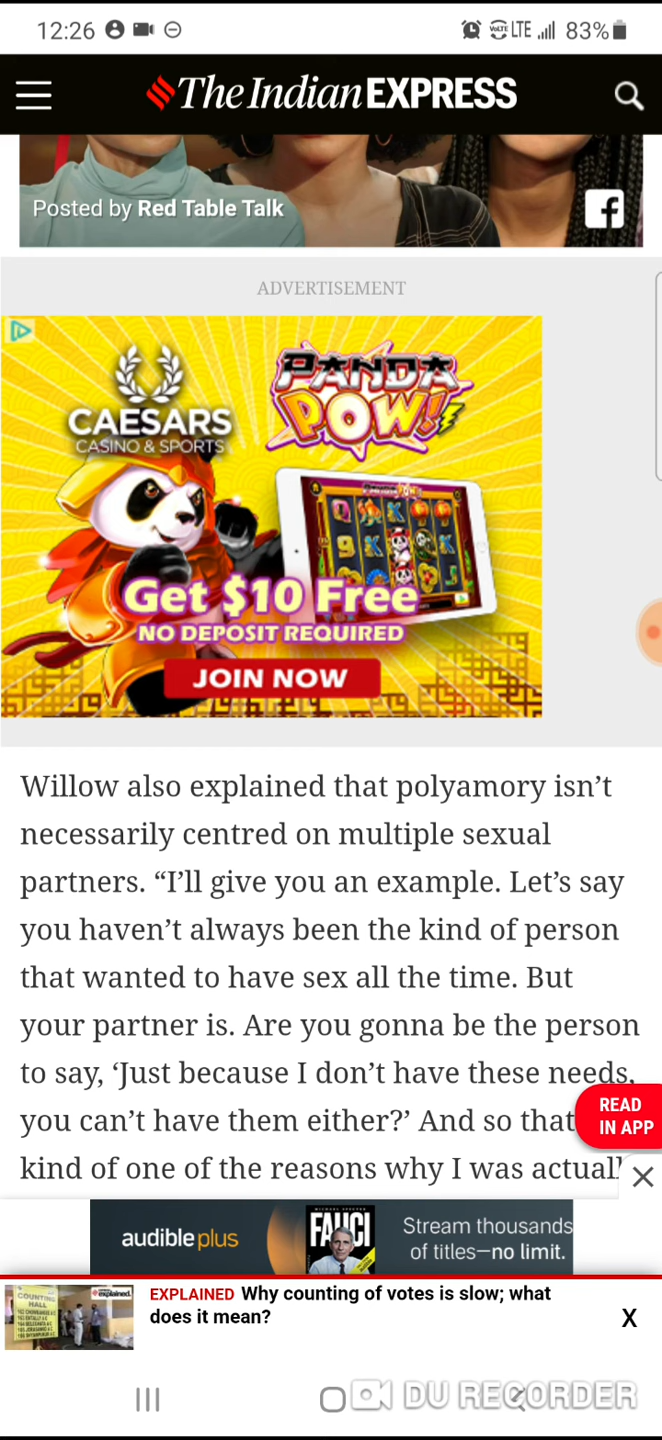 12:26
VoLTE LTE 83%
The Indian EXPRESS
Posted by Red Table Talk
ADVERTISEMENT
CAESARS
CASINO & SPORTS
PANDA
POW!
Get $10 Free
NO DEPOSIT REQUIRED
JOIN NOW
Willow also explained that polyamory isn’t
necessarily centred on multiple sexual
partners. “I’ll give you an example. Let’s say
you haven’t always been the kind of person
that wanted to have sex all the time. But
your partner is. Are you gonna be the person
to say, ‘Just because I don’t have these needs,
you can’t have them either?’ And so that
kind of one of the reasons why I was actuall
READ
IN APP
audible plus
FAUCI
Stream thousands
of titles—no limit.
COUNTING
HALL
explained.
EXPLAINED Why counting of votes is slow; what
does it mean?
X
DU RECORDER